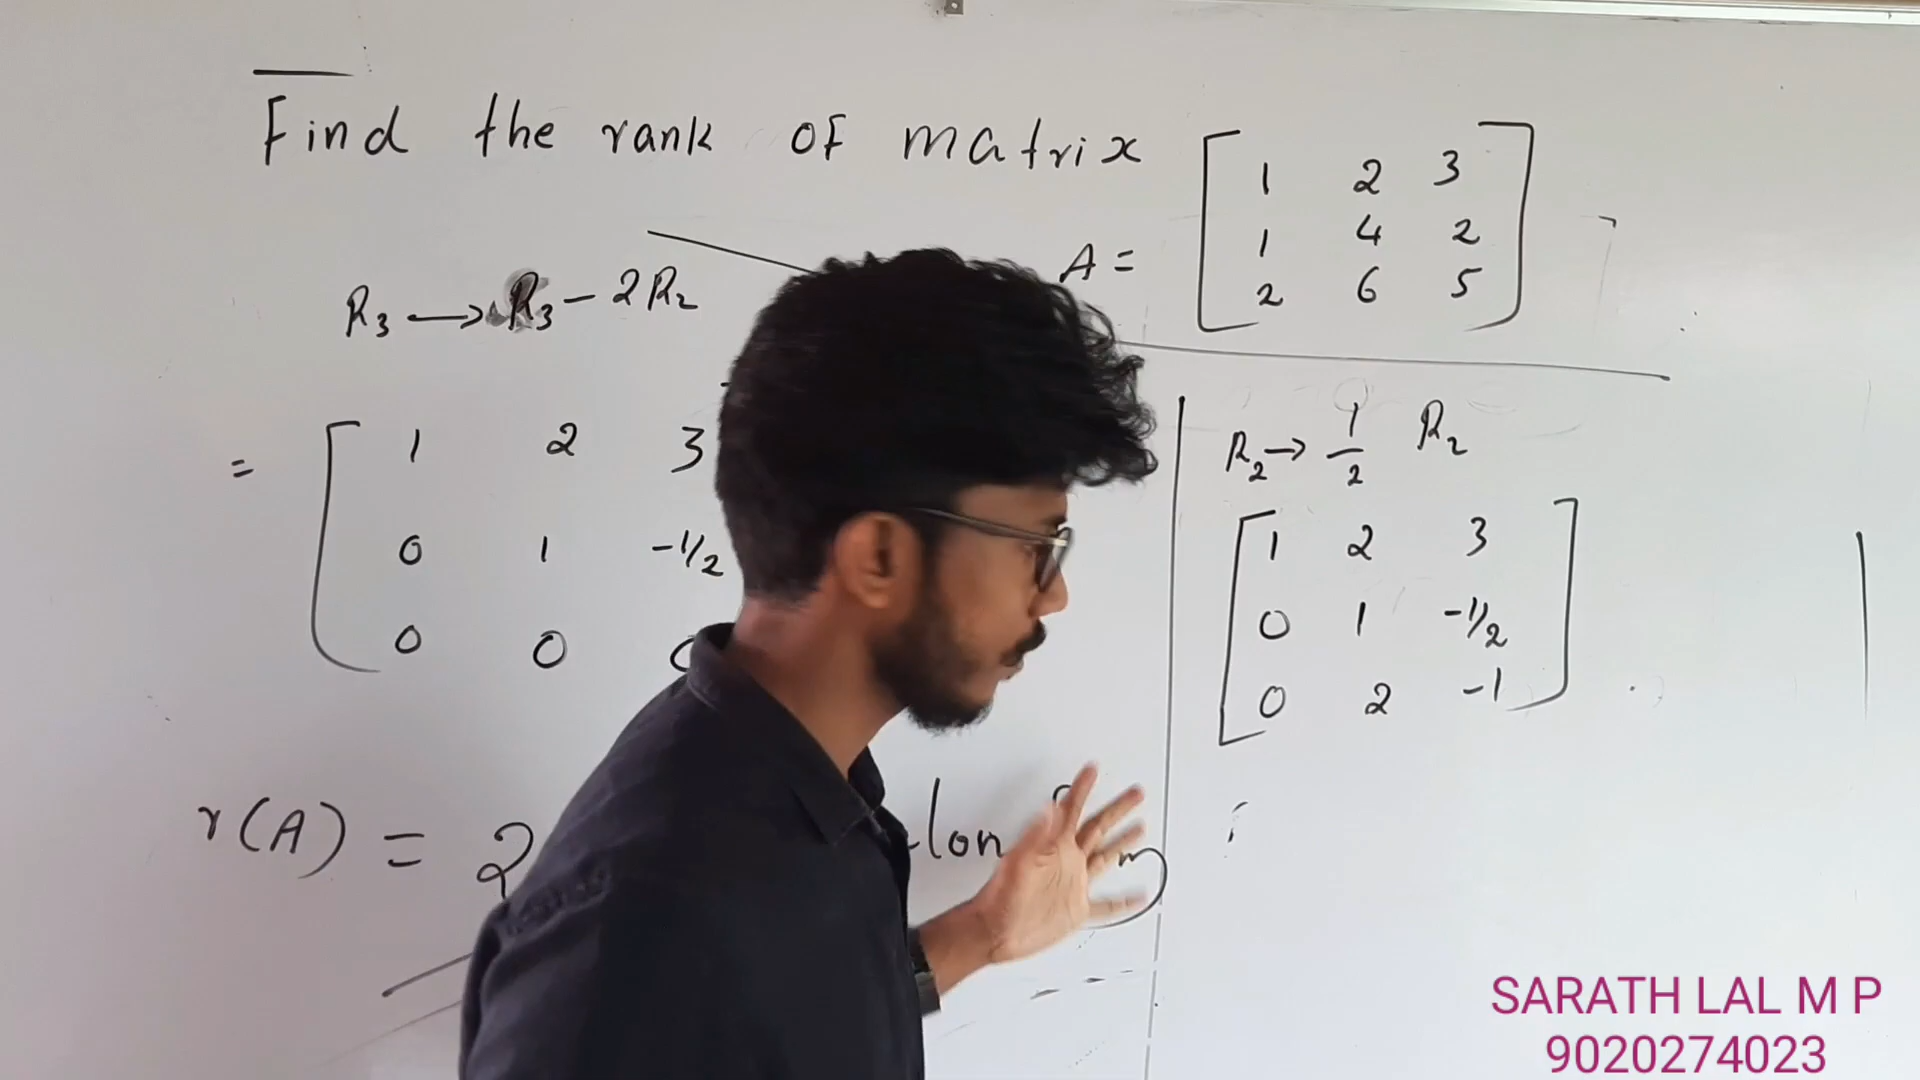 Find the rank of matrix
A = [ 1 2 3
1 4 2
2 6 5 ]
R₃ → R₃ - 2R₂
= [ 1 2 3
0 1 -1/2
0 0
r(A) = 2
R₂ → 1/2 R₂
[ 1 2 3
0 1 -1/2
0 2 -1 ]
SARATH LAL M P
9020274023